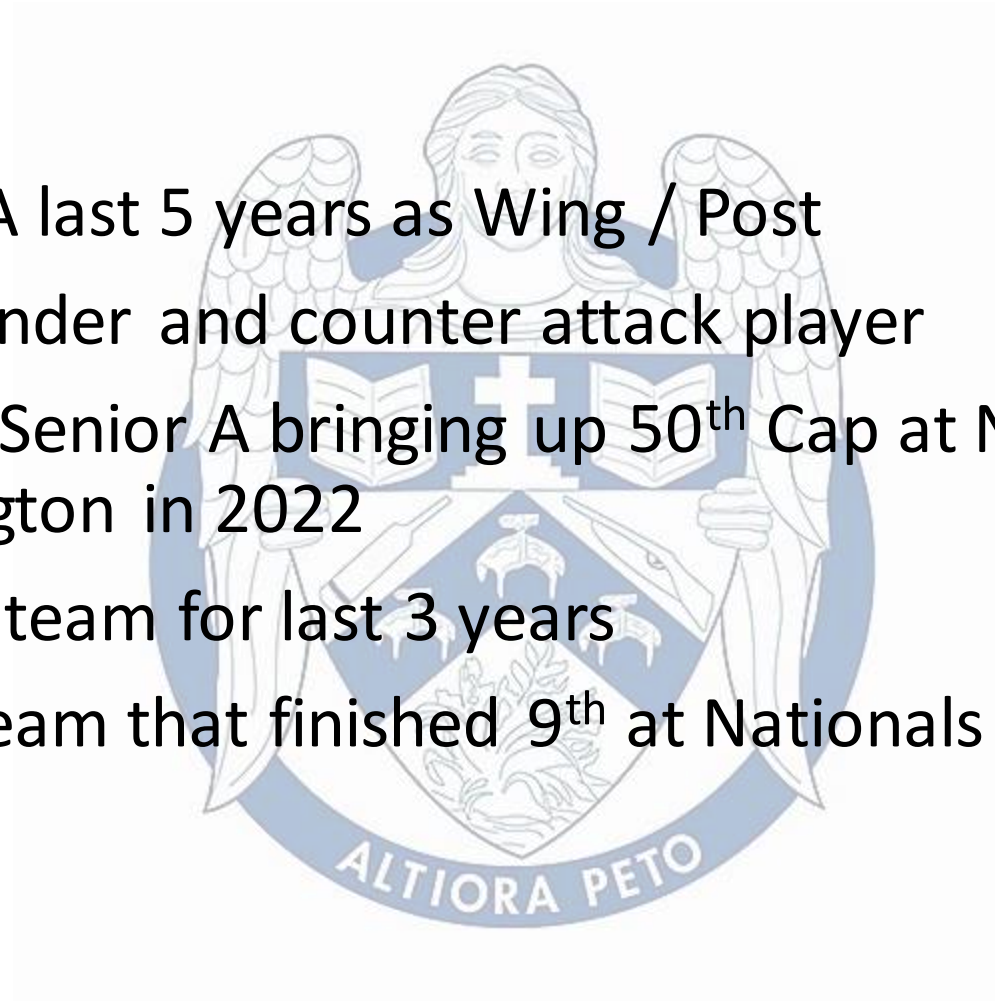 A last 5 years as Wing / Post
nder and counter attack player
Senior A bringing up 50th Cap at N
gton in 2022
team for last 3 years
eam that finished 9th at Nationals
ALTIORA PETO